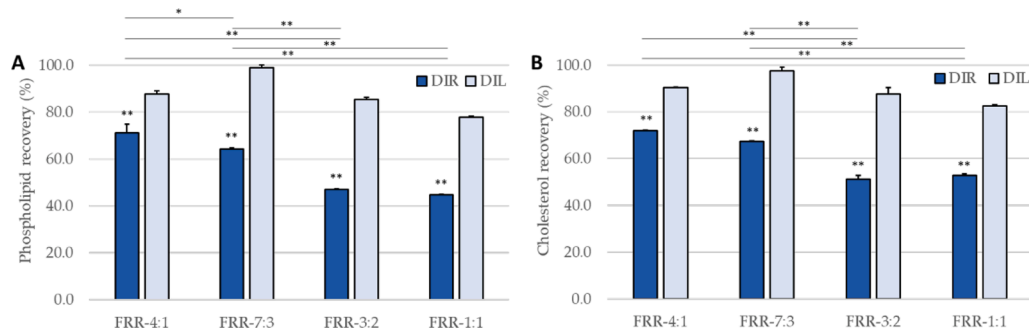 *
**
**
**
**
A
Phospholipid recovery (%)
100.0
80.0
60.0
40.0
20.0
0.0
DIR
DIL
**
**
**
**
FRR-4:1
FRR-7:3
FRR-3:2
FRR-1:1
**
**
**
**
B
Cholesterol recovery (%)
100.0
80.0
60.0
40.0
20.0
0.0
DIR
DIL
**
**
**
**
FRR-4:1
FRR-7:3
FRR-3:2
FRR-1:1